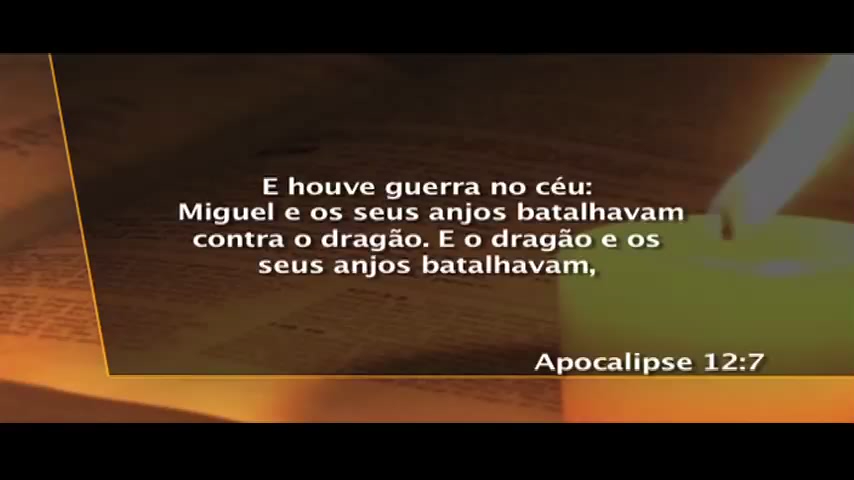 E houve guerra no céu:
Miguel e os seus anjos batalhavam
contra o dragão. E o dragão e os
seus anjos batalhavam,
Apocalipse 12:7